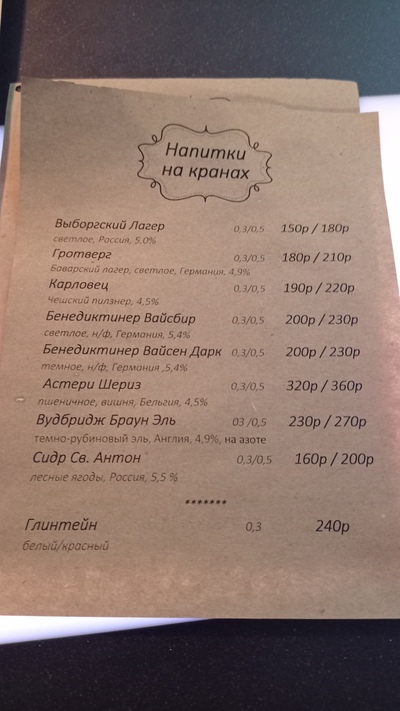 Напитки
на кранах
Выборгский Лагер 0,3/0,5 150р / 180р
светлое, Россия, 5.0%
Гротверг 0,3/0,5 180р / 210р
Баварский лагер, светлое, Германия, 4,9%
Карловец 0,3/0,5 190р / 220р
Чешский пилзнер, 4,5%
Бенедиктинер Вайсбир 0,3/0,5 200р / 230р
светлое, н/ф, Германия, 5,4%
Бенедиктинер Вайсен Дарк 0,3/0,5 200р / 230р
темное, н/ф, Германия ,5,4%
Астери Шериз 0,3/0,5 320р / 360р
пшеничное, вишня, Бельгия, 4,5%
Вудбридж Браун Эль 03 /0,5 230р / 270р
темно-рубиновый эль, Англия, 4,9%, на азоте
Сидр Св. Антон 0,3/0,5 160р / 200р
лесные ягоды, Россия, 5,5 %
*******
Глинтейн 0,3 240р
белый/красный